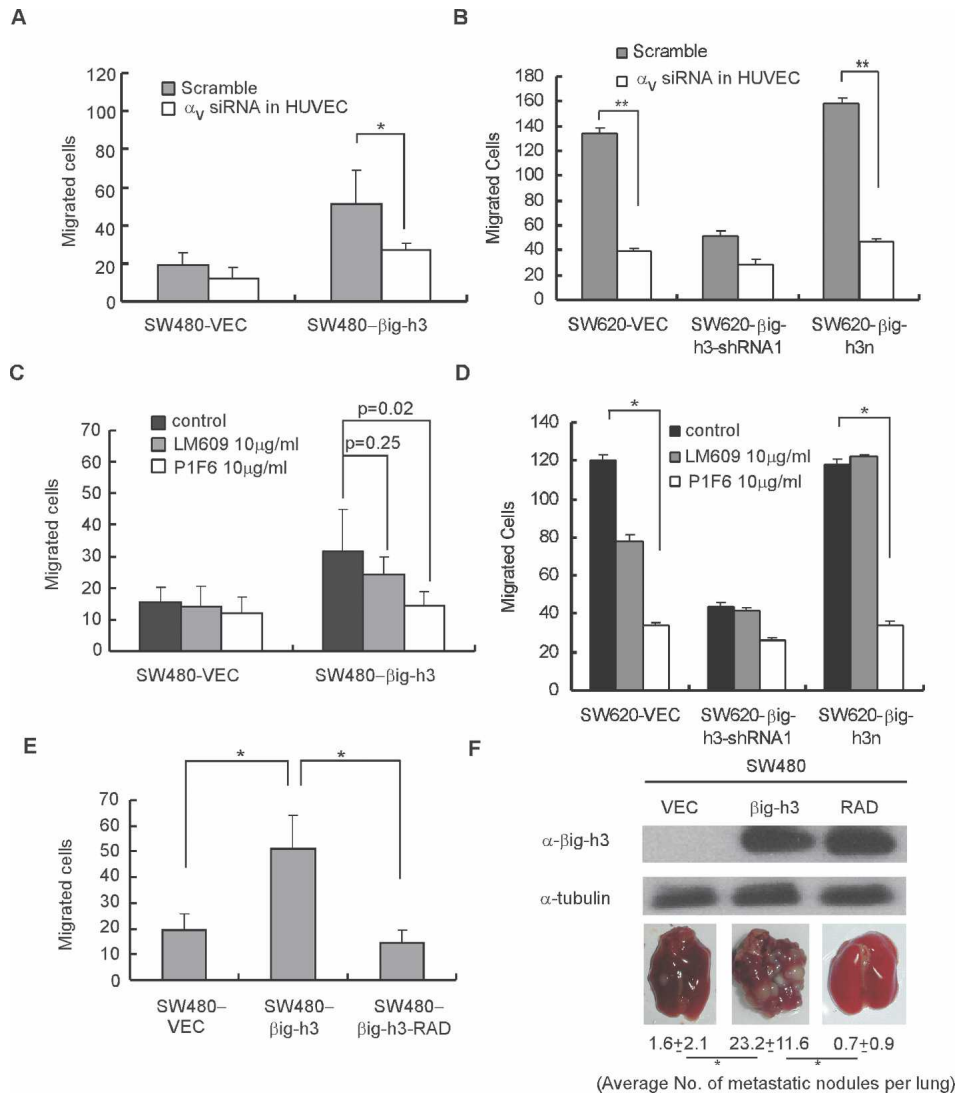 A
Migrated cells
120
100
80
60
40
20
0
Scramble
αV siRNA in HUVEC
*
SW480-VEC
SW480–βig-h3
B
Migrated Cells
180
160
140
120
100
80
60
40
20
0
Scramble
αV siRNA in HUVEC
**
**
SW620-VEC
SW620-βig-
h3-shRNA1
SW620-βig-
h3n
C
Migrated cells
70
60
50
40
30
20
10
0
control
LM609 10μg/ml
P1F6 10μg/ml
p=0.02
p=0.25
SW480-VEC
SW480–βig-h3
D
Migrated Cells
140
120
100
80
60
40
20
0
control
LM609 10μg/ml
P1F6 10μg/ml
*
*
SW620-VEC
SW620-βig-
h3-shRNA1
SW620-βig-
h3n
E
Migrated cells
70
60
50
40
30
20
10
0
*
*
SW480–
VEC
SW480–
βig-h3
SW480–
βig-h3-RAD
F
SW480
VEC βig-h3 RAD
α-βig-h3
α-tubulin
1.6±2.1 23.2±11.6 0.7±0.9
* *
(Average No. of metastatic nodules per lung)